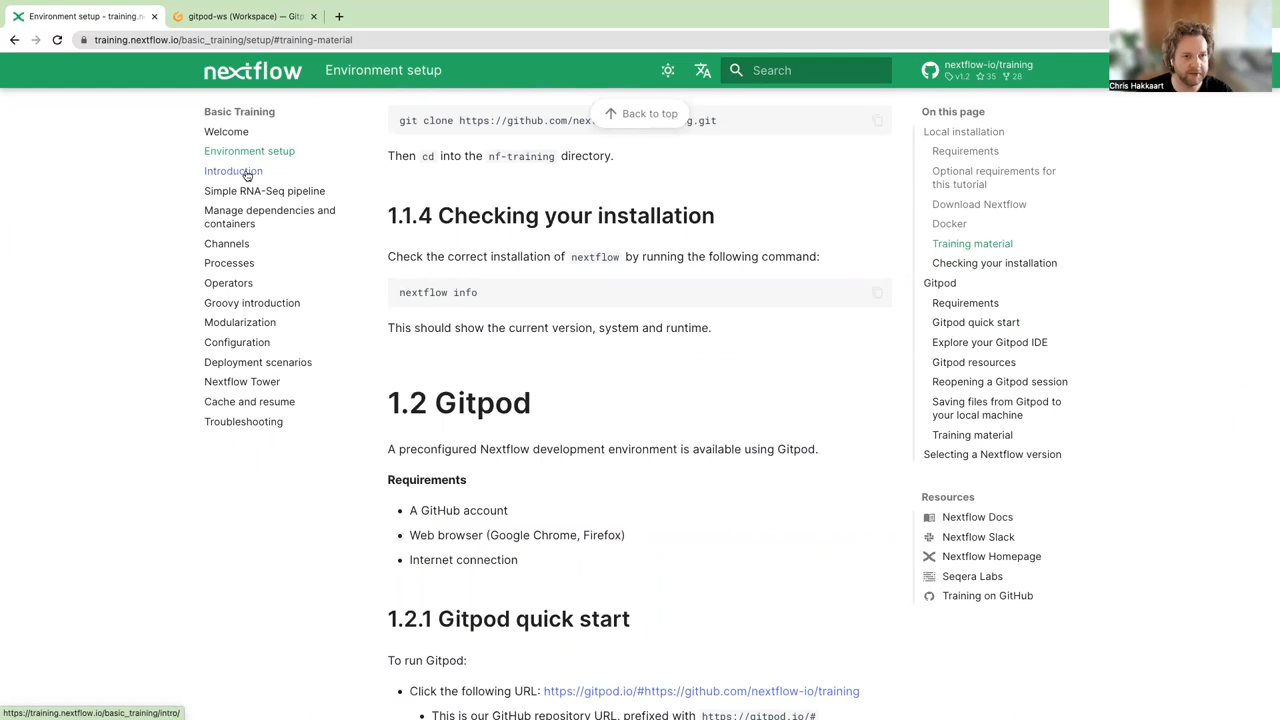 Environment setup - training.n
gitpod-ws (Workspace) — Git
training.nextflow.io/basic_training/setup/#training-material
nextflow
Environment setup
Search
nextflow-io/training
v1.2 35 28
Chris Hakkaart
Basic Training
Welcome
Environment setup
Introduction
Simple RNA-Seq pipeline
Manage dependencies and
containers
Channels
Processes
Operators
Groovy introduction
Modularization
Configuration
Deployment scenarios
Nextflow Tower
Cache and resume
Troubleshooting
Back to top
git clone https://github.com/nex g.git
Then cd into the nf-training directory.
1.1.4 Checking your installation
Check the correct installation of nextflow by running the following command:
nextflow info
This should show the current version, system and runtime.
1.2 Gitpod
A preconfigured Nextflow development environment is available using Gitpod.
Requirements
• A GitHub account
• Web browser (Google Chrome, Firefox)
• Internet connection
1.2.1 Gitpod quick start
To run Gitpod:
• Click the following URL: https://gitpod.io/#https://github.com/nextflow-io/training
• This is our GitHub repository URL, prefixed with https://gitpod.io/#
On this page
Local installation
Requirements
Optional requirements for
this tutorial
Download Nextflow
Docker
Training material
Checking your installation
Gitpod
Requirements
Gitpod quick start
Explore your Gitpod IDE
Gitpod resources
Reopening a Gitpod session
Saving files from Gitpod to
your local machine
Training material
Selecting a Nextflow version
Resources
Nextflow Docs
Nextflow Slack
Nextflow Homepage
Seqera Labs
Training on GitHub
https://training.nextflow.io/basic_training/intro/